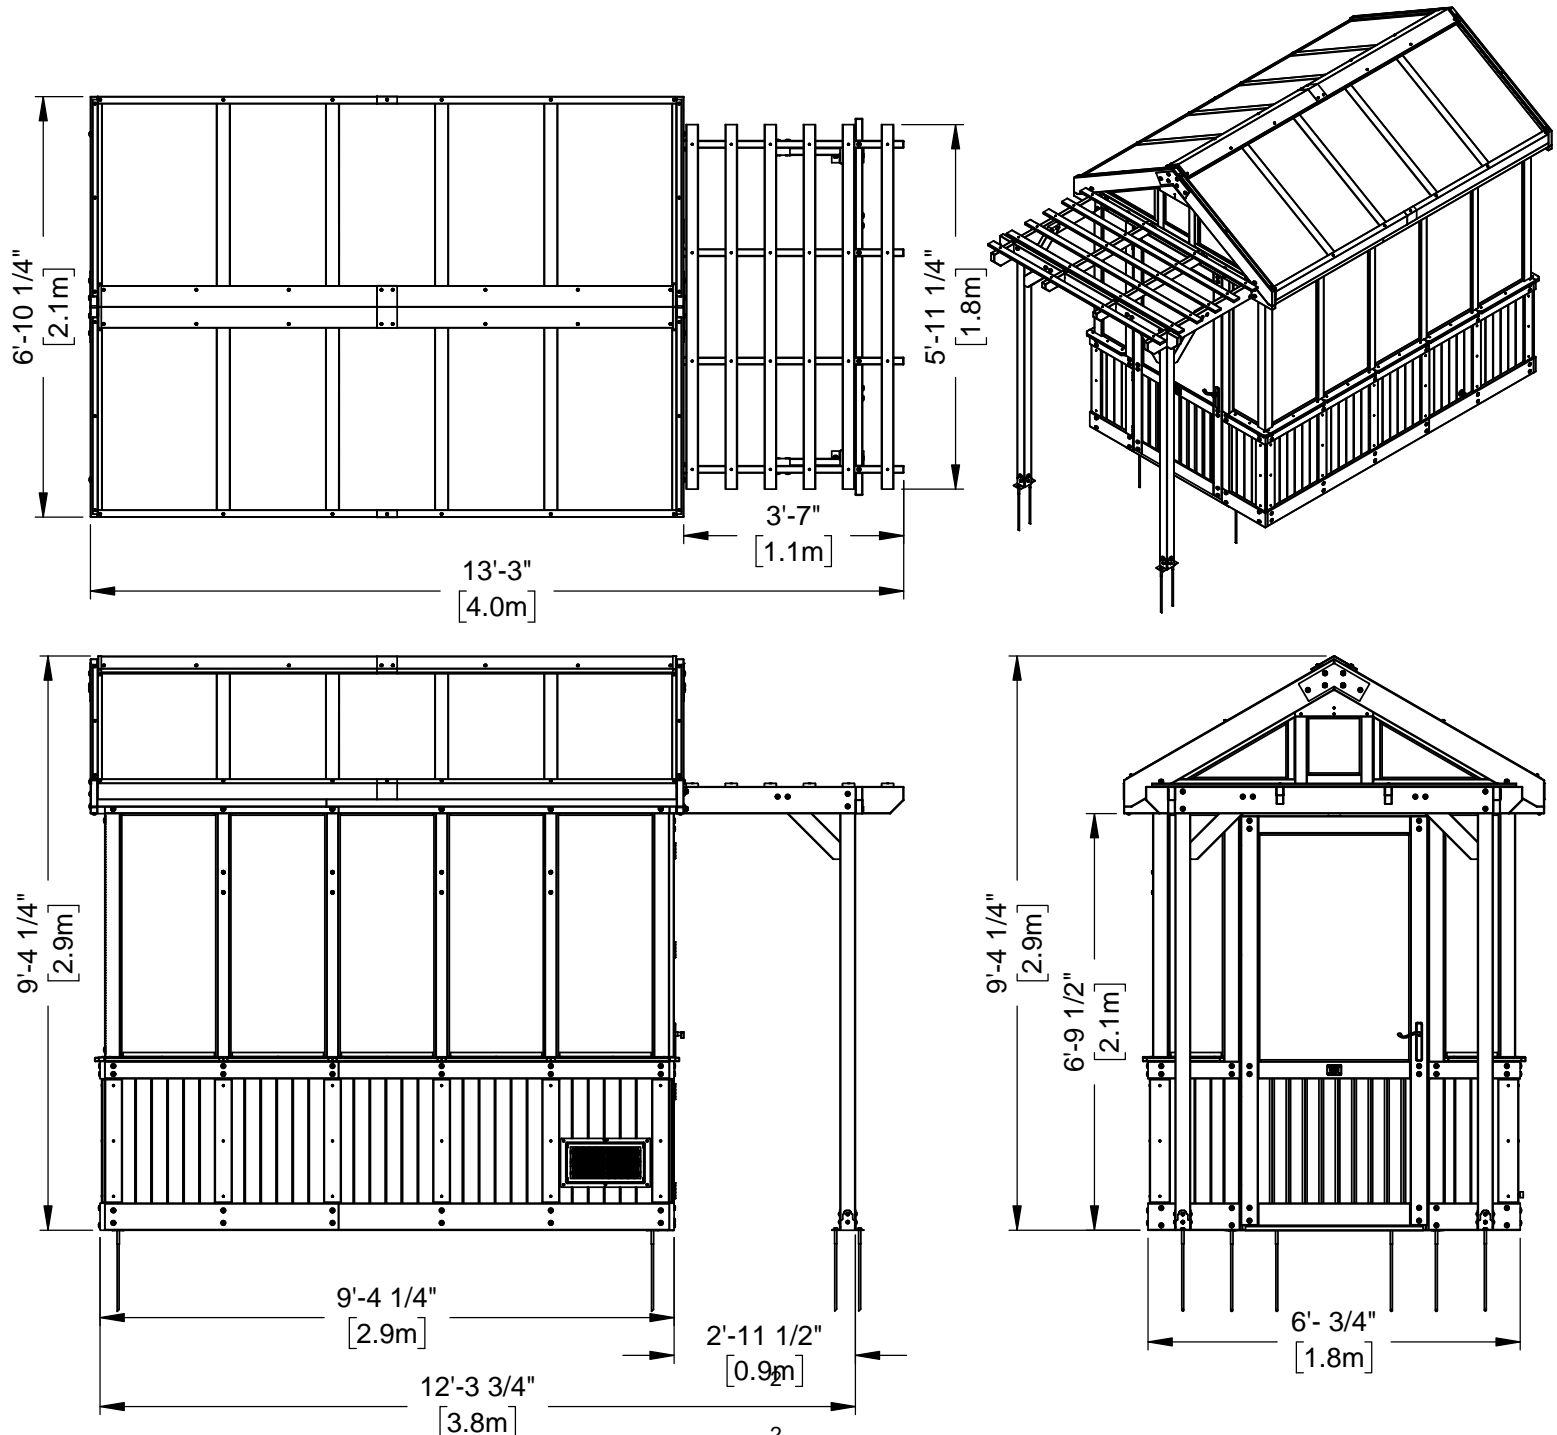 6'-10 1/4"
[2.1m]
5'-11 1/4"
[1.8m]
3'-7"
[1.1m]
13'-3"
[4.0m]
9'-4 1/4"
[2.9m]
9'-4 1/4"
[2.9m]
6'-9 1/2"
[2.1m]
9'-4 1/4"
[2.9m]
2'-11 1/2"
[0.9m]
2
12'-3 3/4"
[3.8m]
2
6'- 3/4"
[1.8m]